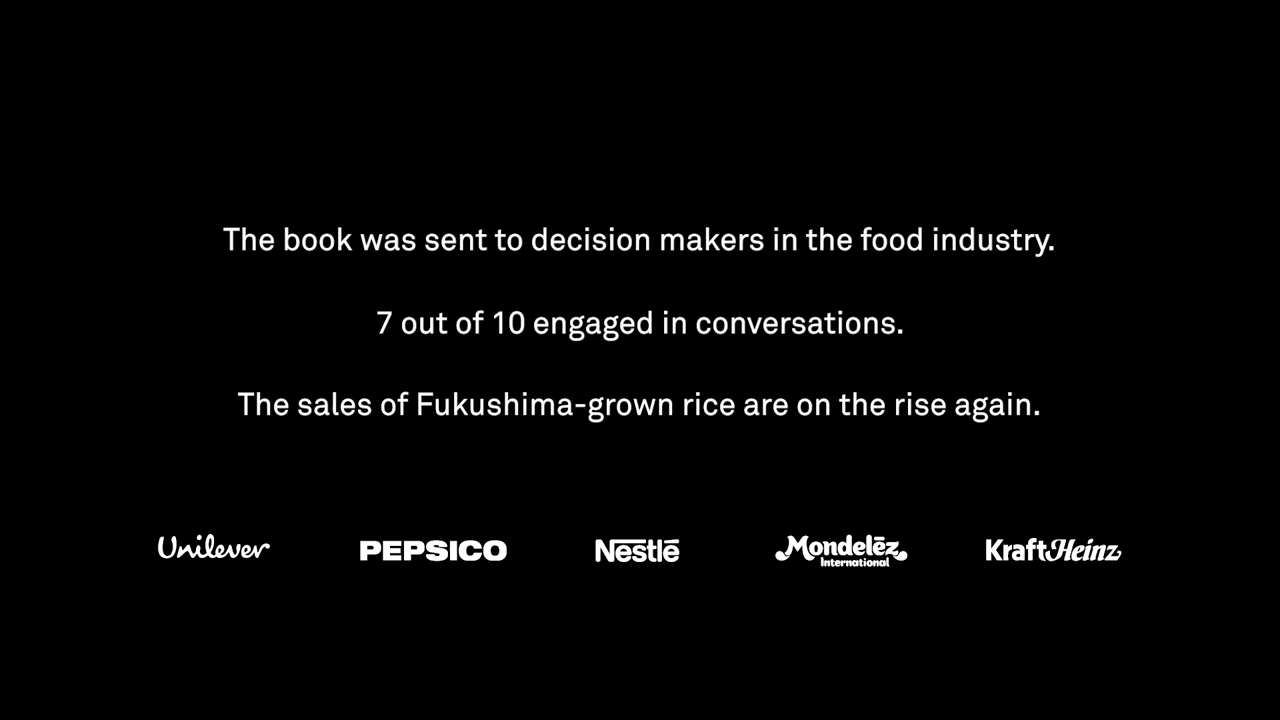 The book was sent to decision makers in the food industry.
7 out of 10 engaged in conversations.
The sales of Fukushima-grown rice are on the rise again.
Unilever PEPSICO Nestlé Mondelēz International KraftHeinz